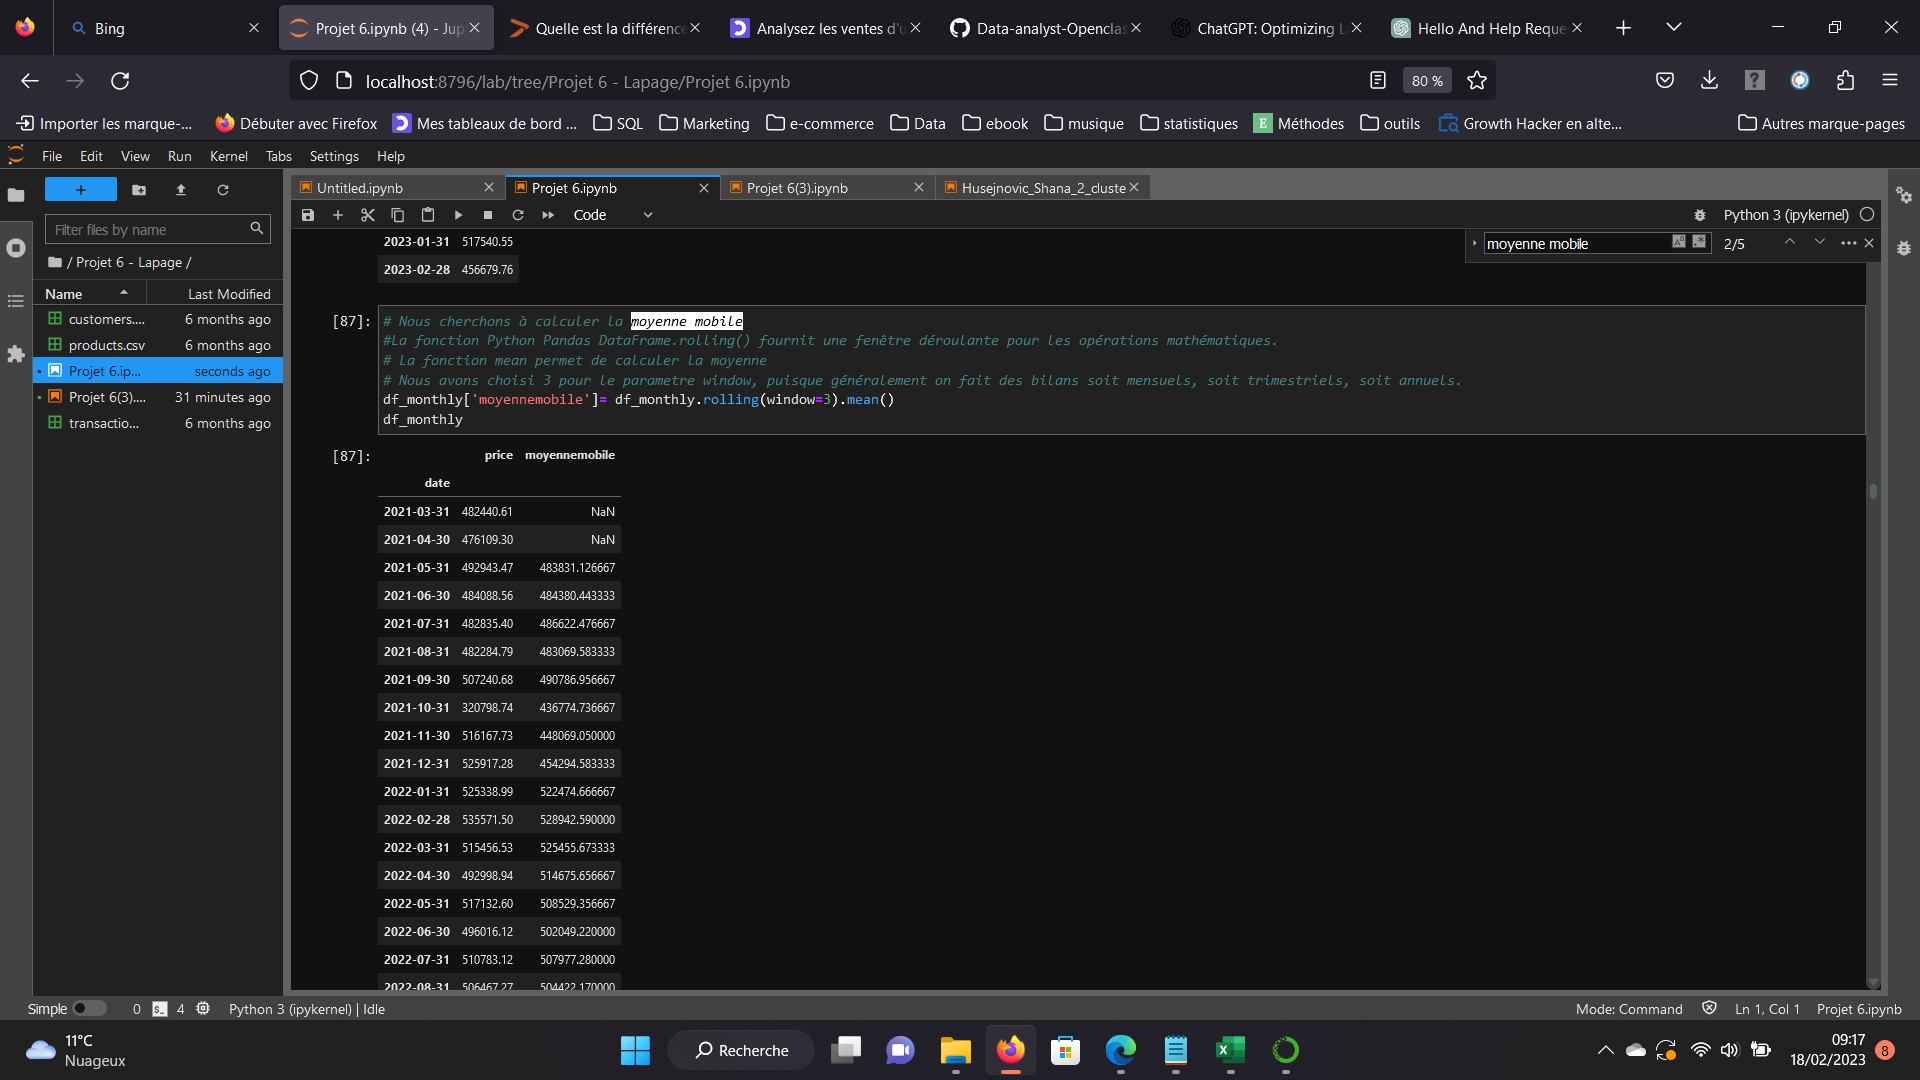 Bing
Projet 6.ipynb (4) - Jup
Quelle est la différence
Analysez les ventes d'u
Data-analyst-Openclas
ChatGPT: Optimizing L
Hello And Help Reque
localhost:8796/lab/tree/Projet 6 - Lapage/Projet 6.ipynb
80 %
Importer les marque-...
Débuter avec Firefox
Mes tableaux de bord ...
SQL
Marketing
e-commerce
Data
ebook
musique
statistiques
E Méthodes
outils
Growth Hacker en alte...
Autres marque-pages
File Edit View Run Kernel Tabs Settings Help
Untitled.ipynb
Projet 6.ipynb
Projet 6(3).ipynb
Husejnovic_Shana_2_cluste
Code
Python 3 (ipykernel)
Filter files by name
/ Projet 6 - Lapage /
Name Last Modified
customers.... 6 months ago
products.csv 6 months ago
Projet 6.ip... seconds ago
Projet 6(3).... 31 minutes ago
transactio... 6 months ago
moyenne mobile
2/5
2023-01-31 517540.55
2023-02-28 456679.76
[87]:
# Nous cherchons à calculer la moyenne mobile
#La fonction Python Pandas DataFrame.rolling() fournit une fenêtre déroulante pour les opérations mathématiques.
# La fonction mean permet de calculer la moyenne
# Nous avons choisi 3 pour le parametre window, puisque généralement on fait des bilans soit mensuels, soit trimestriels, soit annuels.
df_monthly['moyennemobile']= df_monthly.rolling(window=3).mean()
df_monthly
[87]:
price moyennemobile
date
2021-03-31 482440.61 NaN
2021-04-30 476109.30 NaN
2021-05-31 492943.47 483831.126667
2021-06-30 484088.56 484380.443333
2021-07-31 482835.40 486622.476667
2021-08-31 482284.79 483069.583333
2021-09-30 507240.68 490786.956667
2021-10-31 320798.74 436774.736667
2021-11-30 516167.73 448069.050000
2021-12-31 525917.28 454294.583333
2022-01-31 525338.99 522474.666667
2022-02-28 535571.50 528942.590000
2022-03-31 515456.53 525455.673333
2022-04-30 492998.94 514675.656667
2022-05-31 517132.60 508529.356667
2022-06-30 496016.12 502049.220000
2022-07-31 510783.12 507977.280000
2022-08-31 506467.27 504422.170000
Simple 0 4 Python 3 (ipykernel) | Idle
Mode: Command Ln 1, Col 1 Projet 6.ipynb
11°C
Nuageux
Recherche
09:17
18/02/2023
8